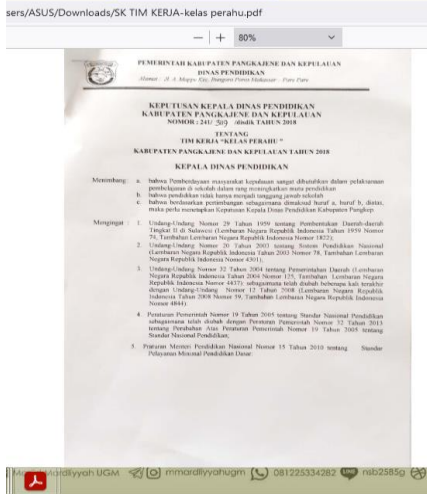 sers/ASUS/Downloads/SK TIM KERJA-kelas perahu.pdf
— | + 80%
PEMERINTAH KABUPATEN PANGKAJENE DAN KEPULAUAN
DINAS PENDIDIKAN
KEPUTUSAN KEPALA DINAS PENDIDIKAN
KABUPATEN PANGKAJENE DAN KEPULAUAN
NOMOR : 241/ /disdik TAHUN 2018
TENTANG
TIM KERJA "KELAS PERAHU "
KABUPATEN PANGKAJENE DAN KEPULAUAN TAHUN 2018
KEPALA DINAS PENDIDIKAN
Menimbang : a. bahwa Pemberdayaan masyarakat kepulauan sangat dibutuhkan dalam pelaksanaan
pembelajaran di sekolah dalam rang meningkatkan mutu pendidikan
b. bahwa pendidikan tidak hanya menjadi tanggung jawab sekolah
c. bahwa berdasarkan pertimbangan sebagaimana dimaksud huruf a, huruf b, diatas,
maka perlu menetapkan Keputusan Kepala Dinas Pendidikan Kabupaten Pangkep
Mengingat : 1. Undang-Undang Nomor 29 Tahun 1959 tentang Pembentukan Daerah-daerah
Tingkat II di Sulawesi (Lembaran Negara Republik Indonesia Tahun 1959 Nomor
74, Tambahan Lembaran Negara Republik Indonesia Nomor 1822);
2. Undang-Undang Nomor 20 Tahun 2003 tentang Sistem Pendidikan Nasional
(Lembaran Negara Republik Indonesia Tahun 2003 Nomor 78, Tambahan Lembaran
Negara Republik Indonesia Nomor 4301);
3. Undang-Undang Nomor 32 Tahun 2004 tentang Pemerintahan Daerah (Lembaran
Negara Republik Indonesia Tahun 2004 Nomor 125, Tambahan Lembaran Negara
Republik Indonesia Nomor 4437); sebagaimana telah diubah beberapa kali terakhir
dengan Undang-Undang Nomor 12 Tahun 2008 (Lembaran Negara Republik
Indonesia Tahun 2008 Nomor 59, Tambahan Lembaran Negara Republik Indonesia
Nomor 4844)
4. Peraturan Pemerintah Nomor 19 Tahun 2005 tentang Standar Nasional Pendidikan
sebagaimana telah diubah dengan Peraturan Pemerintah Nomor 32 Tahun 2013
tentang Perubahan Atas Peraturan Pemerintah Nomor 19 Tahun 2005 tentang
Standar Nasional Pendidikan;
5. Praturan Menteri Pendidikan Nasional Nomor 15 Tahun 2010 tentang Standar
Pelayanan Minimal Pendidikan Dasar
Mardliyyah UGM mmardliyyahugm 081225334282 nsb2585g